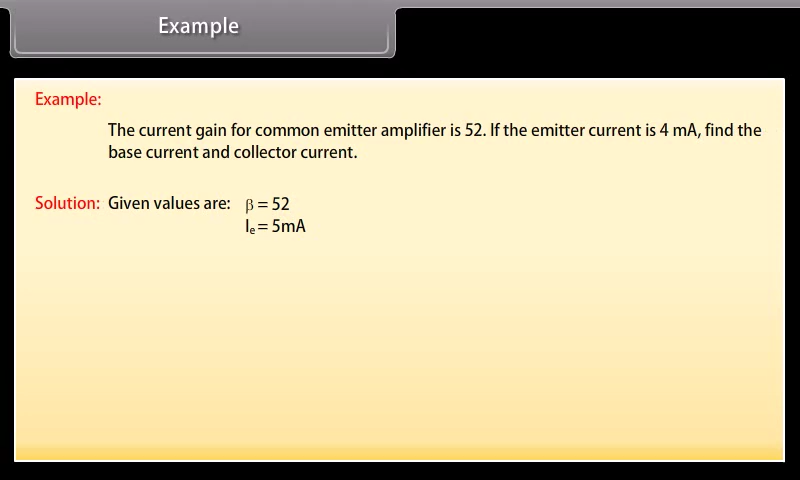 Example
Example:
The current gain for common emitter amplifier is 52. If the emitter current is 4 mA, find the
base current and collector current.
Solution: Given values are: β = 52
Iₑ = 5mA